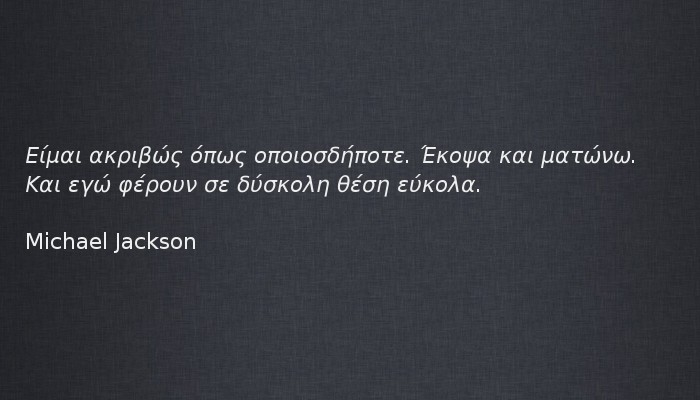 Είμαι ακριβώς όπως οποιοσδήποτε. Έκοψα και ματώνω.
Και εγώ φέρουν σε δύσκολη θέση εύκολα.
Michael Jackson